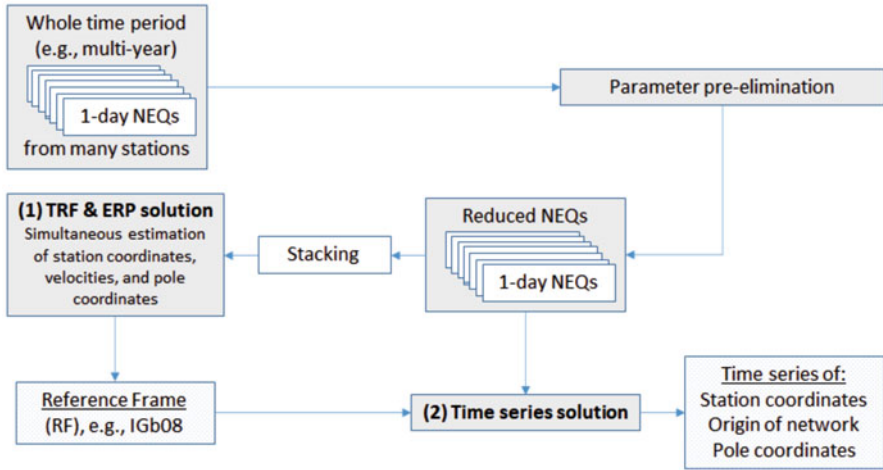 Whole time period
(e.g., multi-year)
1-day NEQs
from many stations
Parameter pre-elimination
(1) TRF & ERP solution
Simultaneous estimation
of station coordinates,
velocities, and pole
coordinates
Stacking
Reduced NEQs
1-day NEQs
Reference Frame
(RF), e.g., IGb08
(2) Time series solution
Time series of:
Station coordinates
Origin of network
Pole coordinates